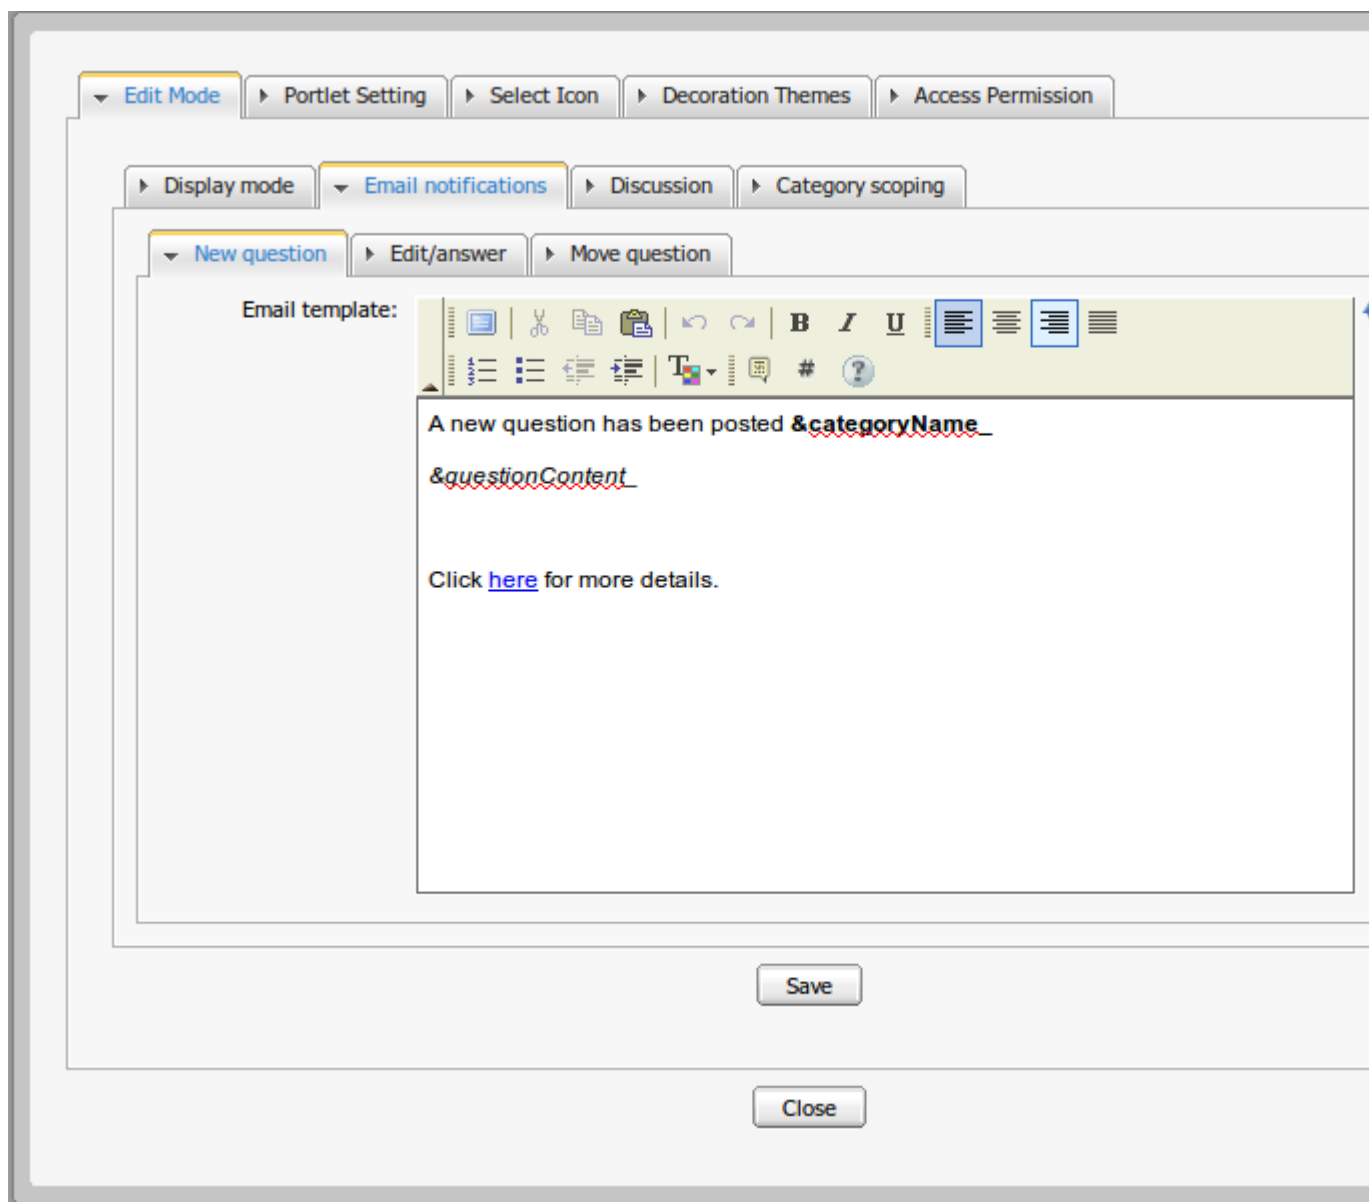 Edit Mode Portlet Setting Select Icon Decoration Themes Access Permission
Display mode Email notifications Discussion Category scoping
New question Edit/answer Move question
Email template:
B I U
T
#
?
A new question has been posted &categoryName_
&questionContent_
Click here for more details.
Save
Close